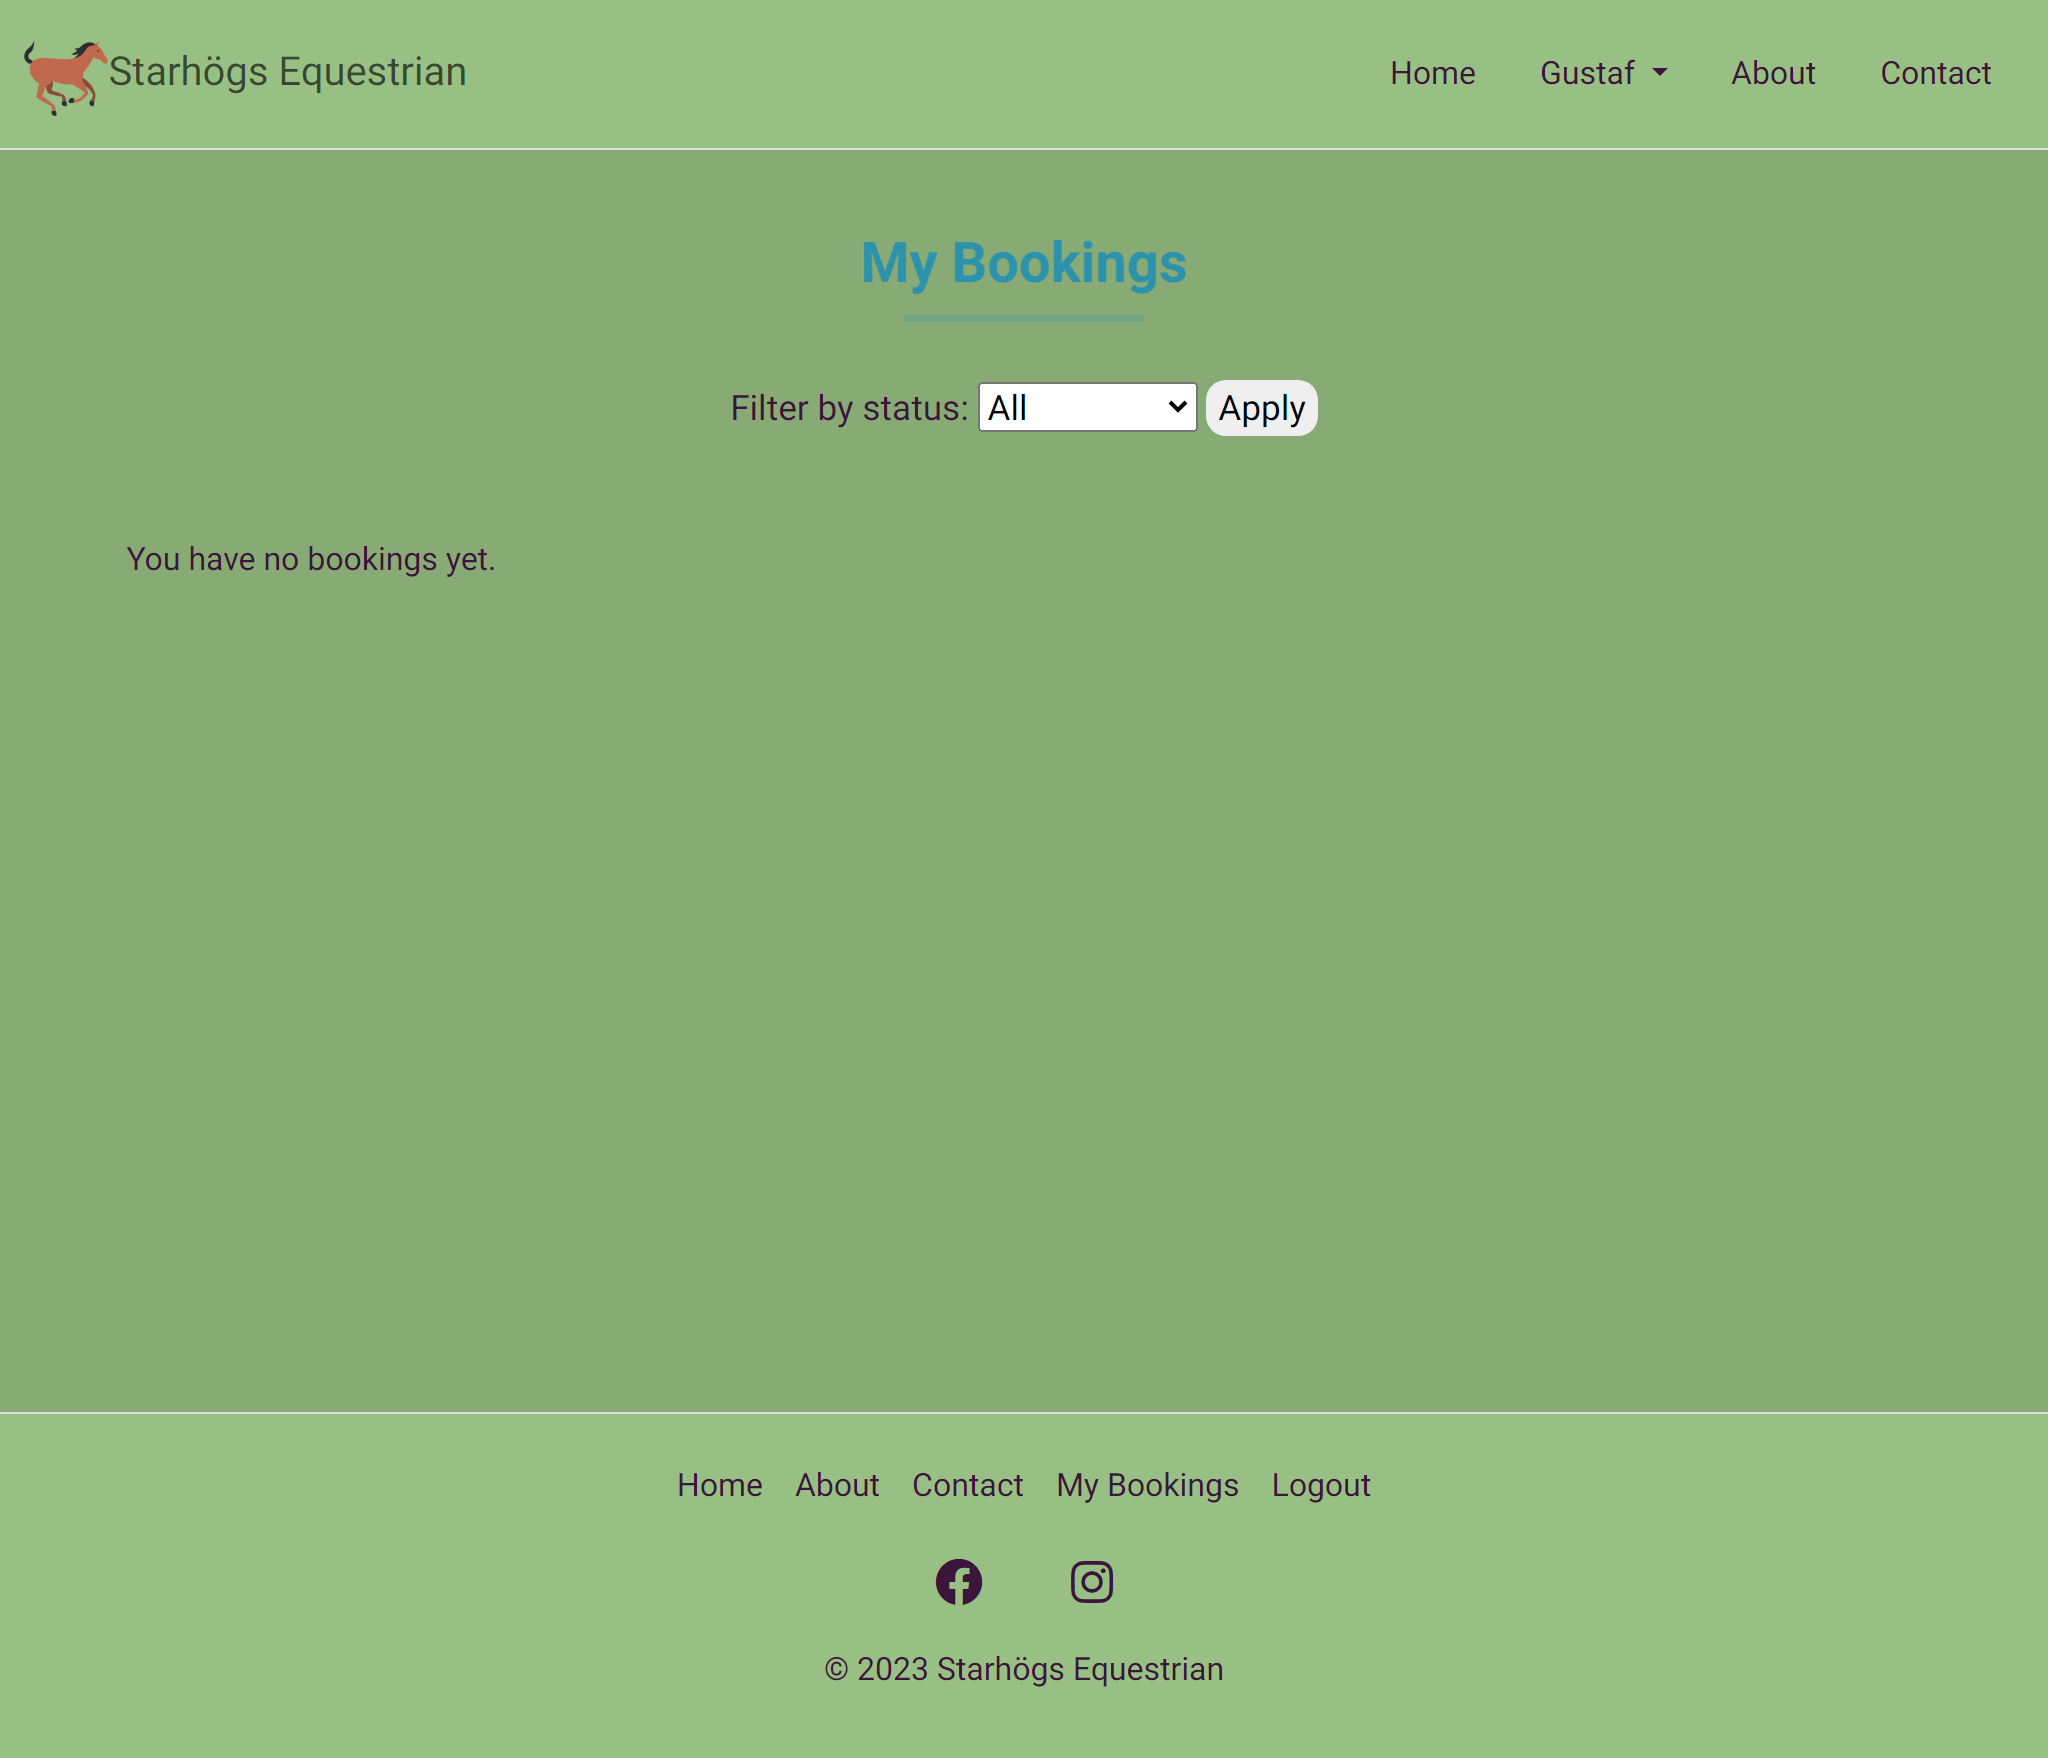 Starhögs Equestrian
Home Gustaf About Contact
My Bookings
Filter by status: All Apply
You have no bookings yet.
Home About Contact My Bookings Logout
© 2023 Starhögs Equestrian